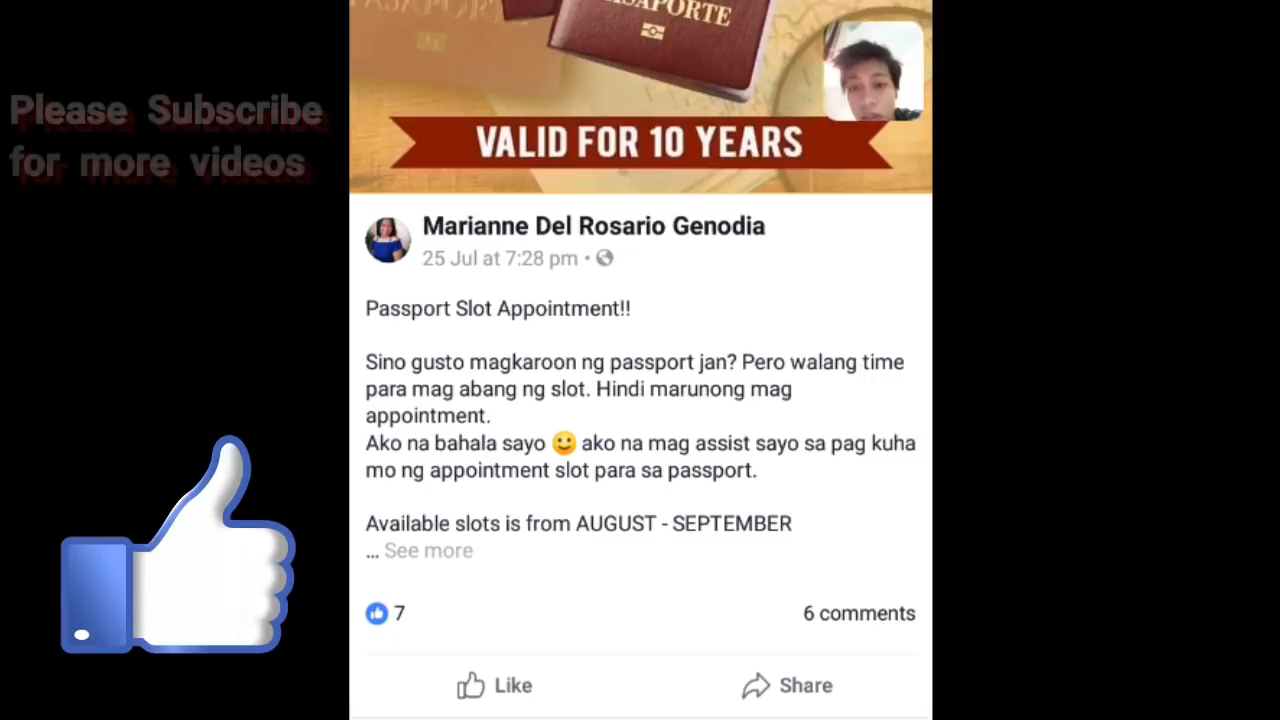 PASAPORTE
Please Subscribe
for more videos
VALID FOR 10 YEARS
Marianne Del Rosario Genodia
25 Jul at 7:28 pm •
Passport Slot Appointment!!
Sino gusto magkaroon ng passport jan? Pero walang time
para mag abang ng slot. Hindi marunong mag
appointment.
Ako na bahala sayo 🙂 ako na mag assist sayo sa pag kuha
mo ng appointment slot para sa passport.
Available slots is from AUGUST - SEPTEMBER
... See more
7
6 comments
Like
Share